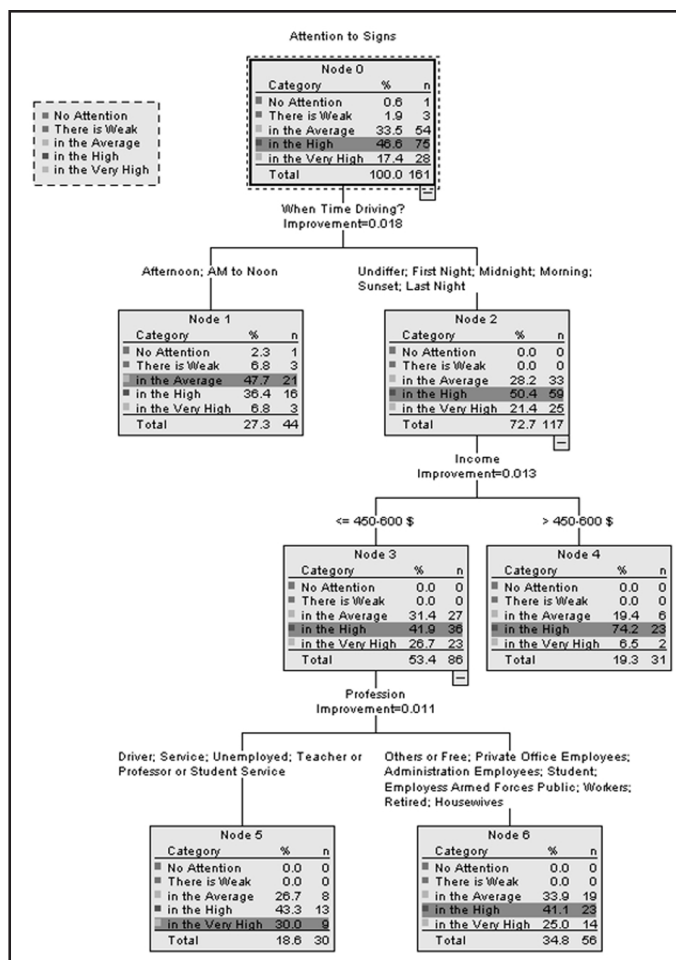 Attention to Signs
No Attention
There is Weak
in the Average
in the High
in the Very High
Node 0
Category % n
No Attention 0.6 1
There is Weak 1.9 3
in the Average 33.5 54
in the High 46.6 75
in the Very High 17.4 28
Total 100.0 161
When Time Driving?
Improvement=0.018
Afternoon; AM to Noon
Undiffer; First Night; Midnight; Morning;
Sunset; Last Night
Node 1
Category % n
No Attention 2.3 1
There is Weak 6.8 3
in the Average 47.7 21
in the High 36.4 16
in the Very High 6.8 3
Total 27.3 44
Node 2
Category % n
No Attention 0.0 0
There is Weak 0.0 0
in the Average 28.2 33
in the High 50.4 59
in the Very High 21.4 25
Total 72.7 117
Income
Improvement=0.013
<= 450-600 $
> 450-600 $
Node 3
Category % n
No Attention 0.0 0
There is Weak 0.0 0
in the Average 31.4 27
in the High 41.9 36
in the Very High 26.7 23
Total 53.4 86
Node 4
Category % n
No Attention 0.0 0
There is Weak 0.0 0
in the Average 19.4 6
in the High 74.2 23
in the Very High 6.5 2
Total 19.3 31
Profession
Improvement=0.011
Driver; Service; Unemployed; Teacher or
Professor or Student Service
Others or Free; Private Office Employees;
Administration Employees; Student;
Employess Armed Forces Public; Workers;
Retired; Housewives
Node 5
Category % n
No Attention 0.0 0
There is Weak 0.0 0
in the Average 26.7 8
in the High 43.3 13
in the Very High 30.0 9
Total 18.6 30
Node 6
Category % n
No Attention 0.0 0
There is Weak 0.0 0
in the Average 33.9 19
in the High 41.1 23
in the Very High 25.0 14
Total 34.8 56